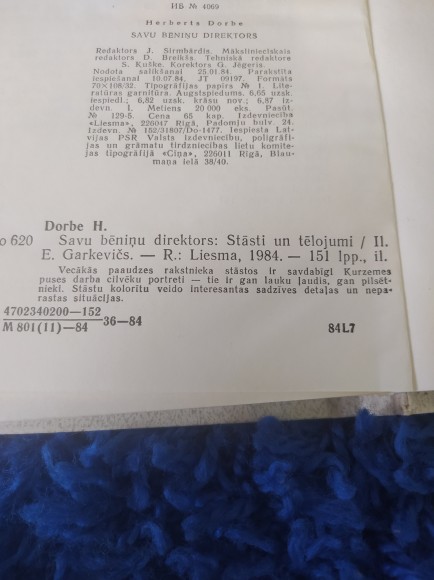 ИБ № 4069
Herberts Dorbe
SAVU BĒNIŅU DIREKTORS
Redaktors J. Sirmbārdis. Mākslinieciskais
redaktors D. Breikšs Tehniskā redaktore
S. Kuške. Korektors G. Jēgeris.
Nodota salikšanai 25.01.84. Parakstīta
iespiešanai 10.07.84. JT 09197. Formāts
70×108/32. Tipogrāfijas papīrs № 1. Lite-
ratūras garnitūra. Augstspiedums. 6,65 uzsk.
iespiedl.; 6,82 uzsk. krāsu nov.; 6,87 iz-
devn. l. Metiens 20 000 eks. Pasūt.
№ 129-5. Cena 65 kap. Izdevniecība
«Liesma», 226047 Rīgā, Padomju bulv. 24.
Izdevn. № 152/31807/Do-1477. Iespiesta Lat-
vijas PSR Valsts izdevniecību, poligrāfi-
jas un grāmatu tirdzniecības lietu komite-
jas tipogrāfijā «Cīņa», 226011 Rīgā, Blau-
maņa ielā 38/40.
Dorbe H.
o 620 Savu bēniņu direktors: Stāsti un tēlojumi / Il.
E. Garkevičs. — R.: Liesma, 1984. — 151 lpp., il.
Vecākās paaudzes rakstnieka stāstos ir savdabīgi Kurzemes
puses darba cilvēku portreti — tie ir gan lauku ļaudis, gan pilsēt-
nieki. Stāstu kolorītu veido interesantas sadzīves detaļas un nepa-
rastas situācijas.
4702340200—152
M 801(11)—84
36—84
84L7